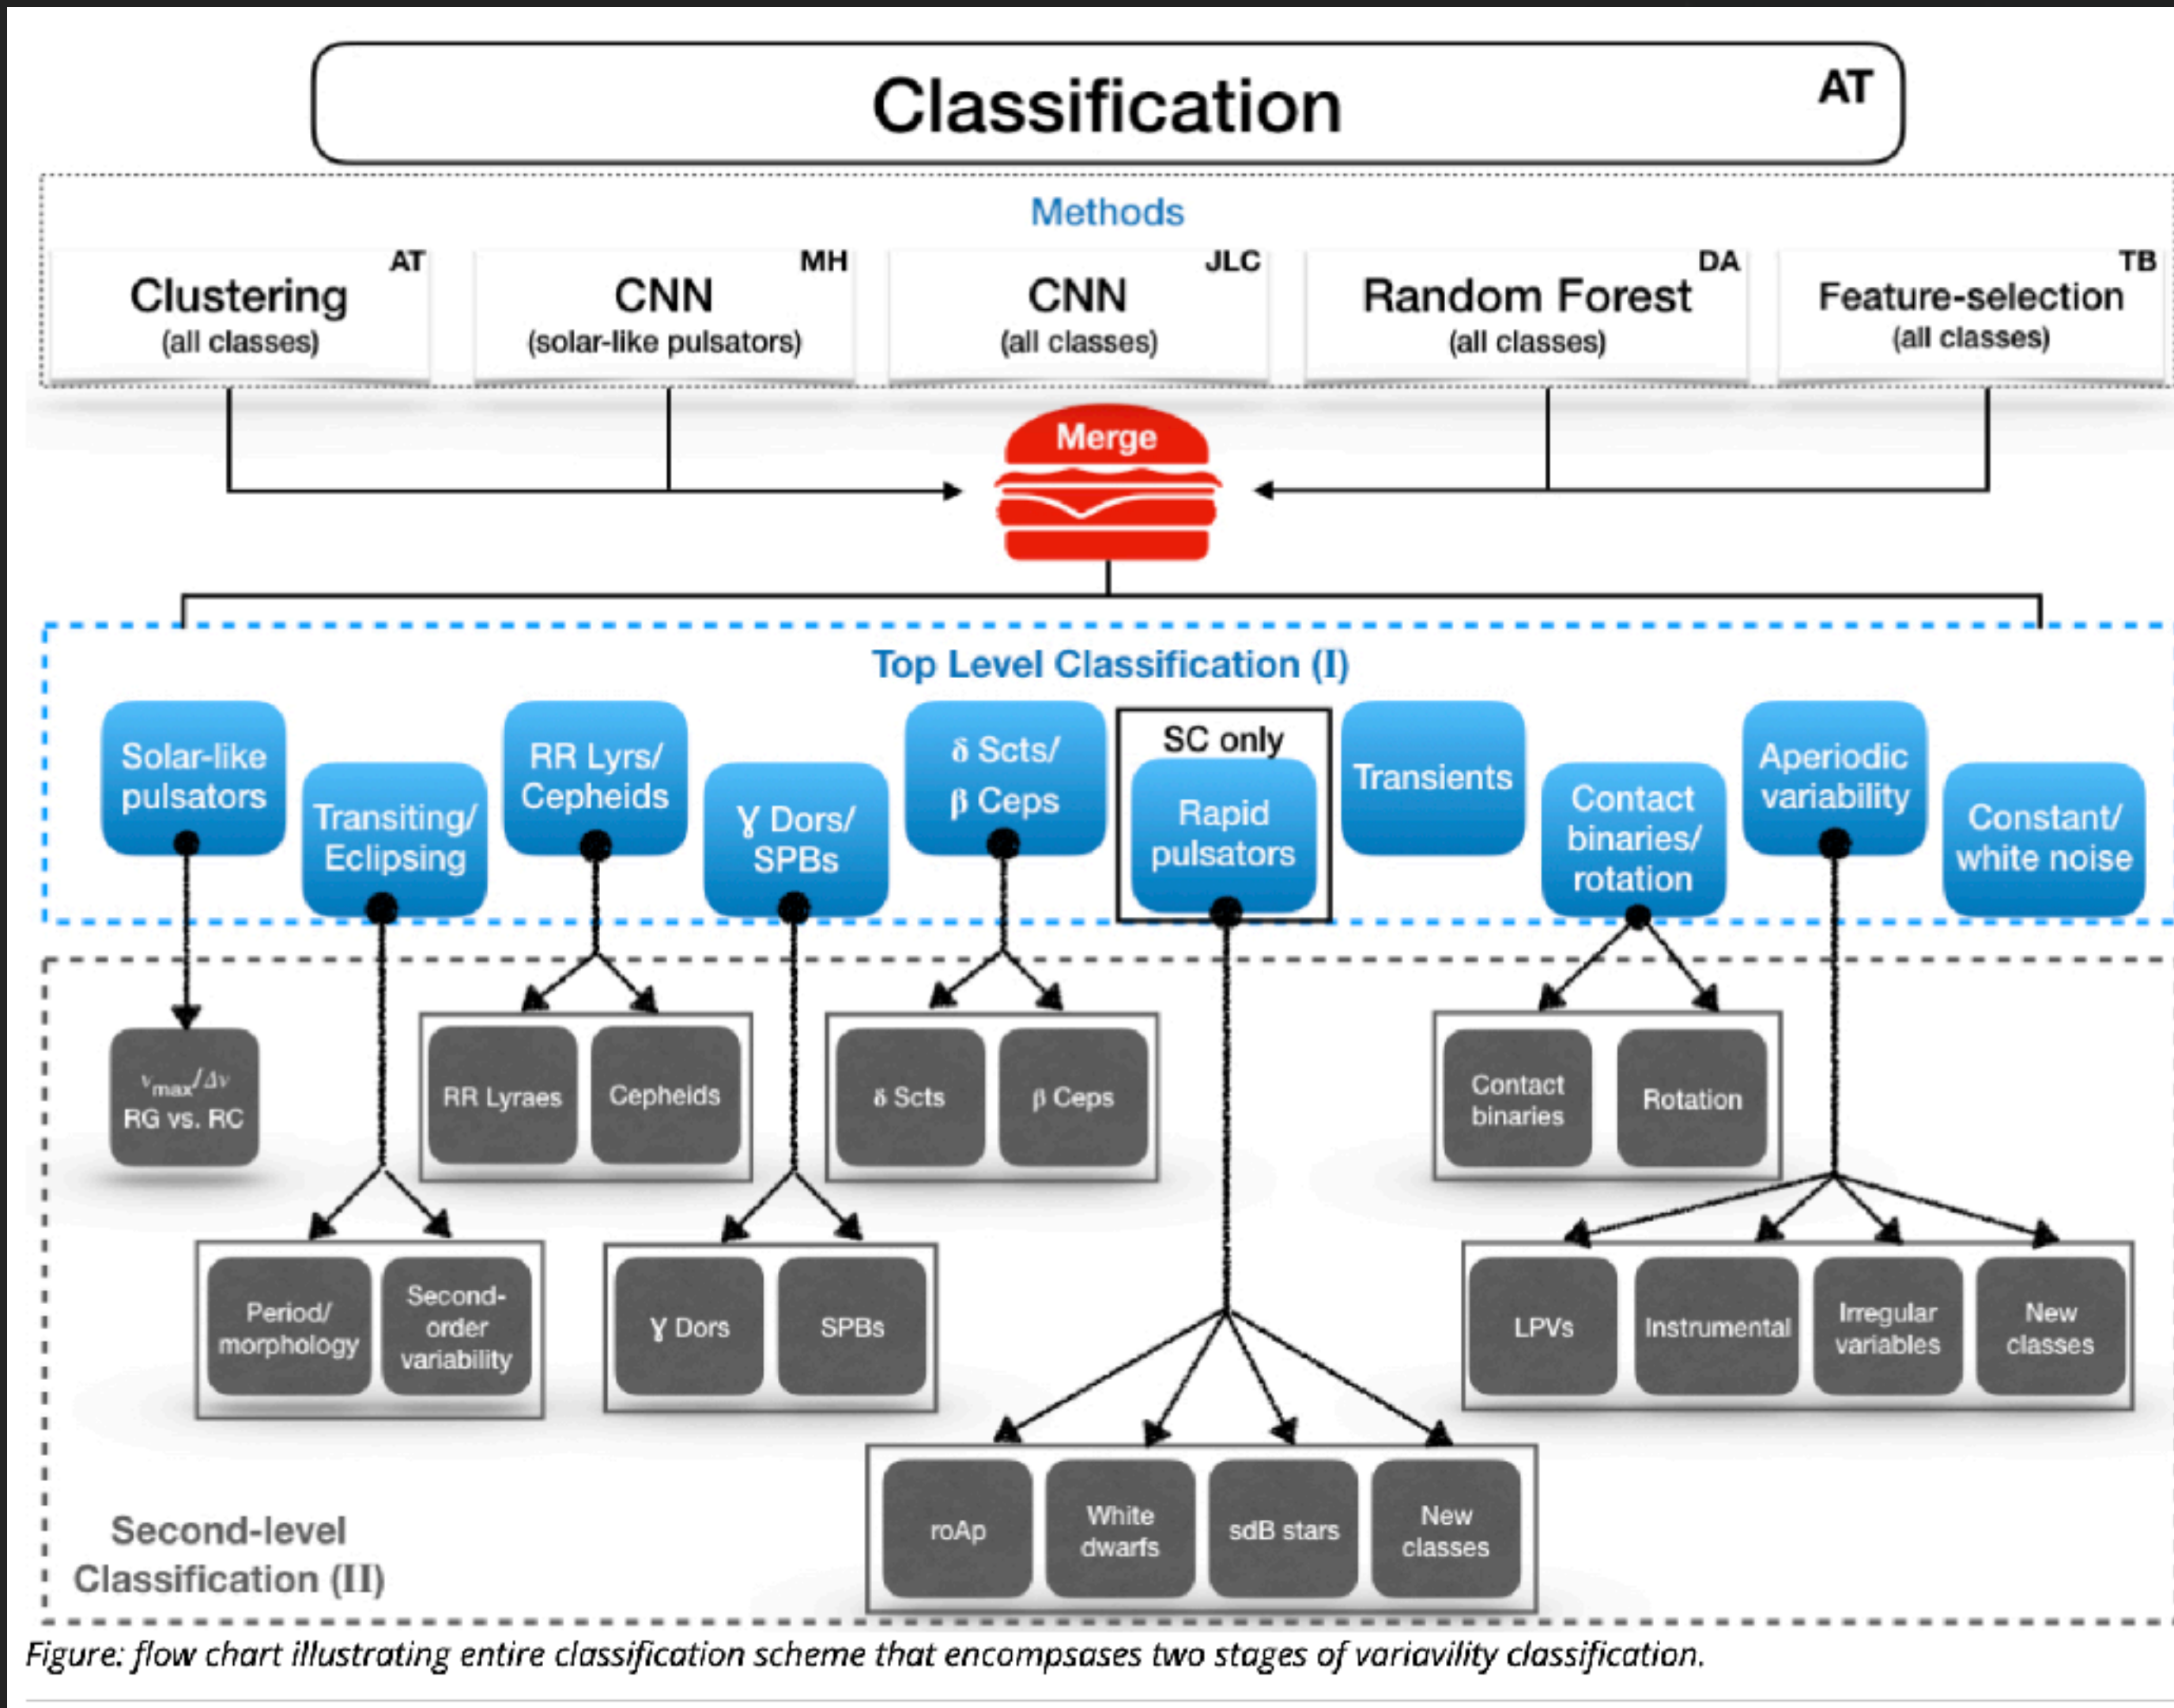 Classification
AT
Methods
AT
Clustering
(all classes)
MH
CNN
(solar-like pulsators)
JLC
CNN
(all classes)
DA
Random Forest
(all classes)
TB
Feature-selection
(all classes)
Merge
Top Level Classification (I)
Solar-like
pulsators
Transiting/
Eclipsing
RR Lyrs/
Cepheids
γ Dors/
SPBs
δ Scts/
β Ceps
SC only
Rapid
pulsators
Transients
Contact
binaries/
rotation
Aperiodic
variability
Constant/
white noise
νmax/Δν
RG vs. RC
RR Lyraes
Cepheids
δ Scts
β Ceps
Contact
binaries
Rotation
Period/
morphology
Second-
order
variability
γ Dors
SPBs
LPVs
Instrumental
Irregular
variables
New
classes
roAp
White
dwarfs
sdB stars
New
classes
Second-level
Classification (II)
Figure: flow chart illustrating entire classification scheme that encompsases two stages of variavility classification.